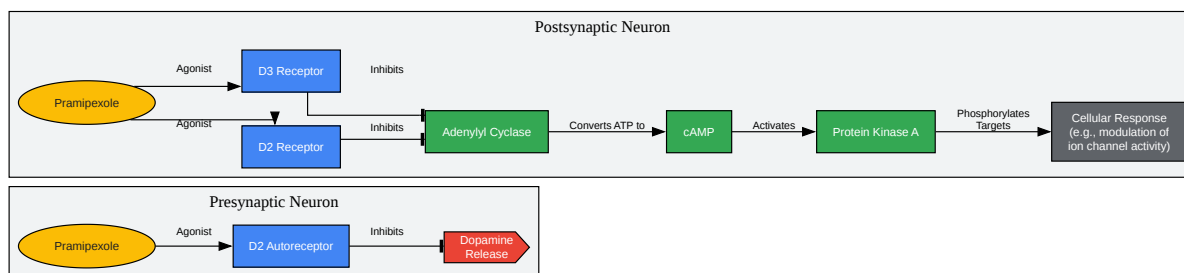 Postsynaptic Neuron
Agonist
D3 Receptor
Inhibits
Pramipexole
Agonist
D2 Receptor
Inhibits
Adenylyl Cyclase
Converts ATP to
cAMP
Activates
Protein Kinase A
Phosphorylates
Targets
Cellular Response
(e.g., modulation of
ion channel activity)
Presynaptic Neuron
Pramipexole
Agonist
D2 Autoreceptor
Inhibits
Dopamine
Release